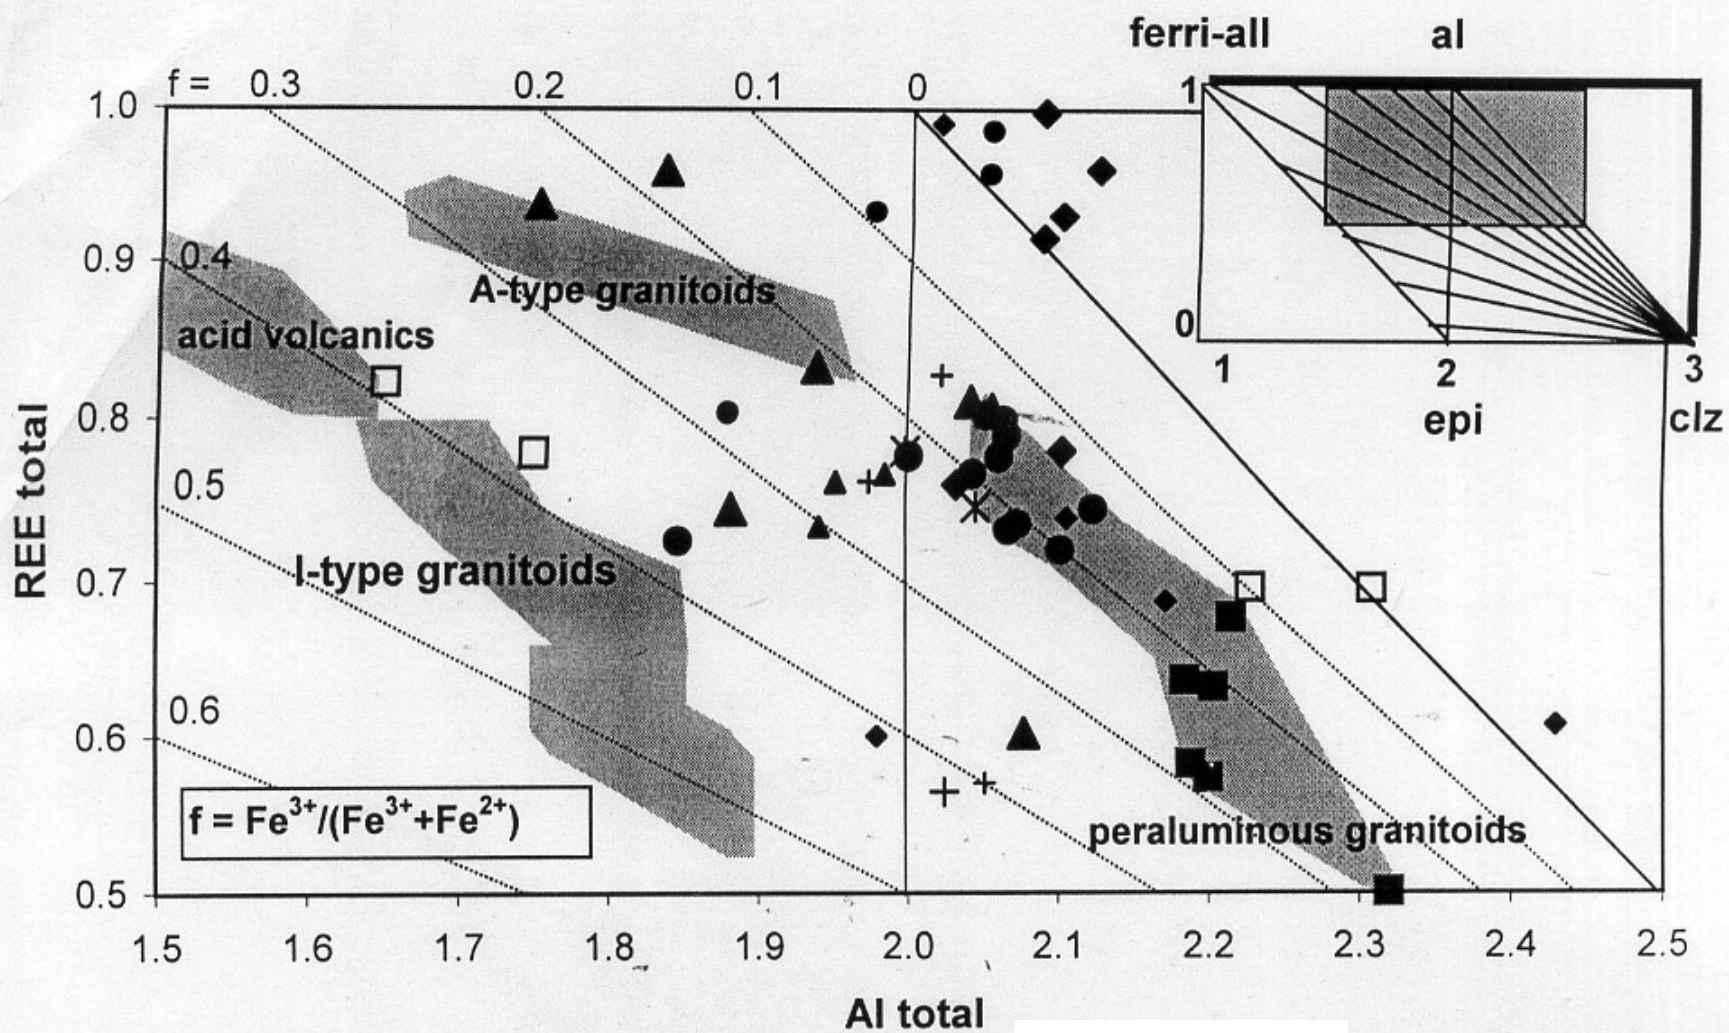 ferri-all al
f = 0.3 0.2 0.1 0
1.0
0.9
0.8
0.7
0.6
0.5
0.4
0.5
0.6
A-type granitoids
acid volcanics
I-type granitoids
peraluminous granitoids
f = Fe³⁺/(Fe³⁺+Fe²⁺)
1
0
1 2 3
epi clz
REE total
1.5 1.6 1.7 1.8 1.9 2.0 2.1 2.2 2.3 2.4 2.5
Al total